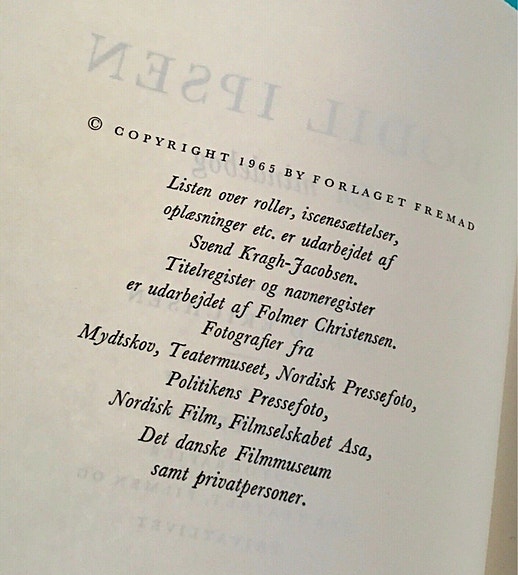 © COPYRIGHT 1965 BY FORLAGET FREMAD
Listen over roller, iscenesættelser,
oplæsninger etc. er udarbejdet af
Svend Kragh-Jacobsen.
Titelregister og navneregister
er udarbejdet af Folmer Christensen.
Fotografier fra
Mydtskov, Teatermuseet, Nordisk Pressefoto,
Politikens Pressefoto,
Nordisk Film, Filmselskabet Asa,
Det danske Filmmuseum
samt privatpersoner.